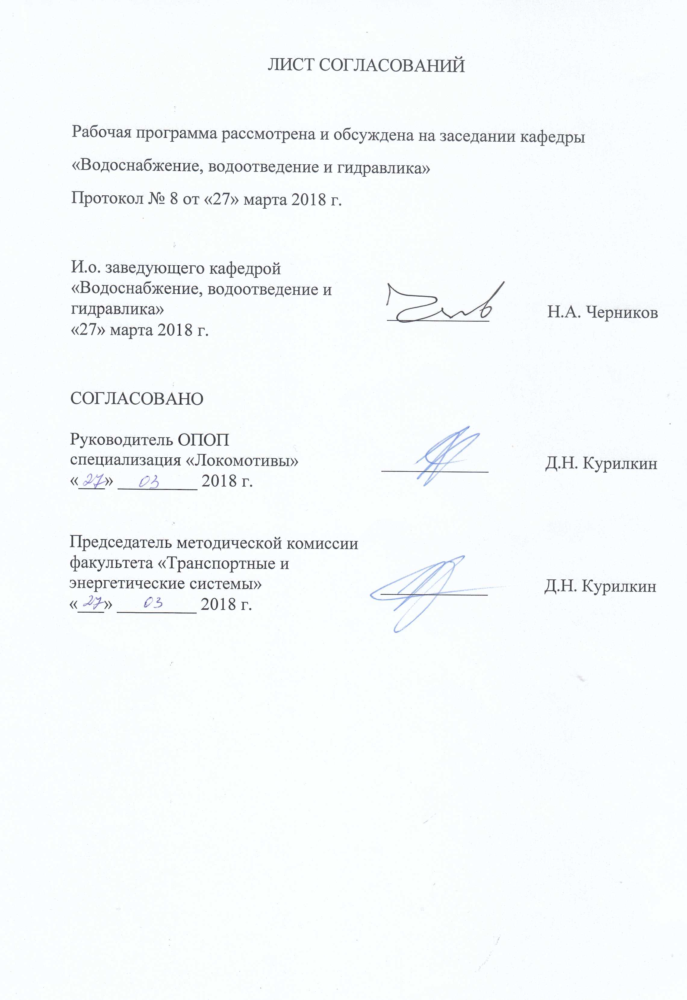 ЛИСТ СОГЛАСОВАНИЙ
Рабочая программа рассмотрена и обсуждена на заседании кафедры
«Водоснабжение, водоотведение и гидравлика»
Протокол № 8 от «27» марта 2018 г.
И.о. заведующего кафедрой
«Водоснабжение, водоотведение и
гидравлика»
Н.А. Черников
«27» марта 2018 г.
СОГЛАСОВАНО
Руководитель ОПОП
специализация «Локомотивы»
Д.Н. Курилкин
«27» 03 2018 г.
Председатель методической комиссии
факультета «Транспортные и
энергетические системы»
Д.Н. Курилкин
«27» 03 2018 г.